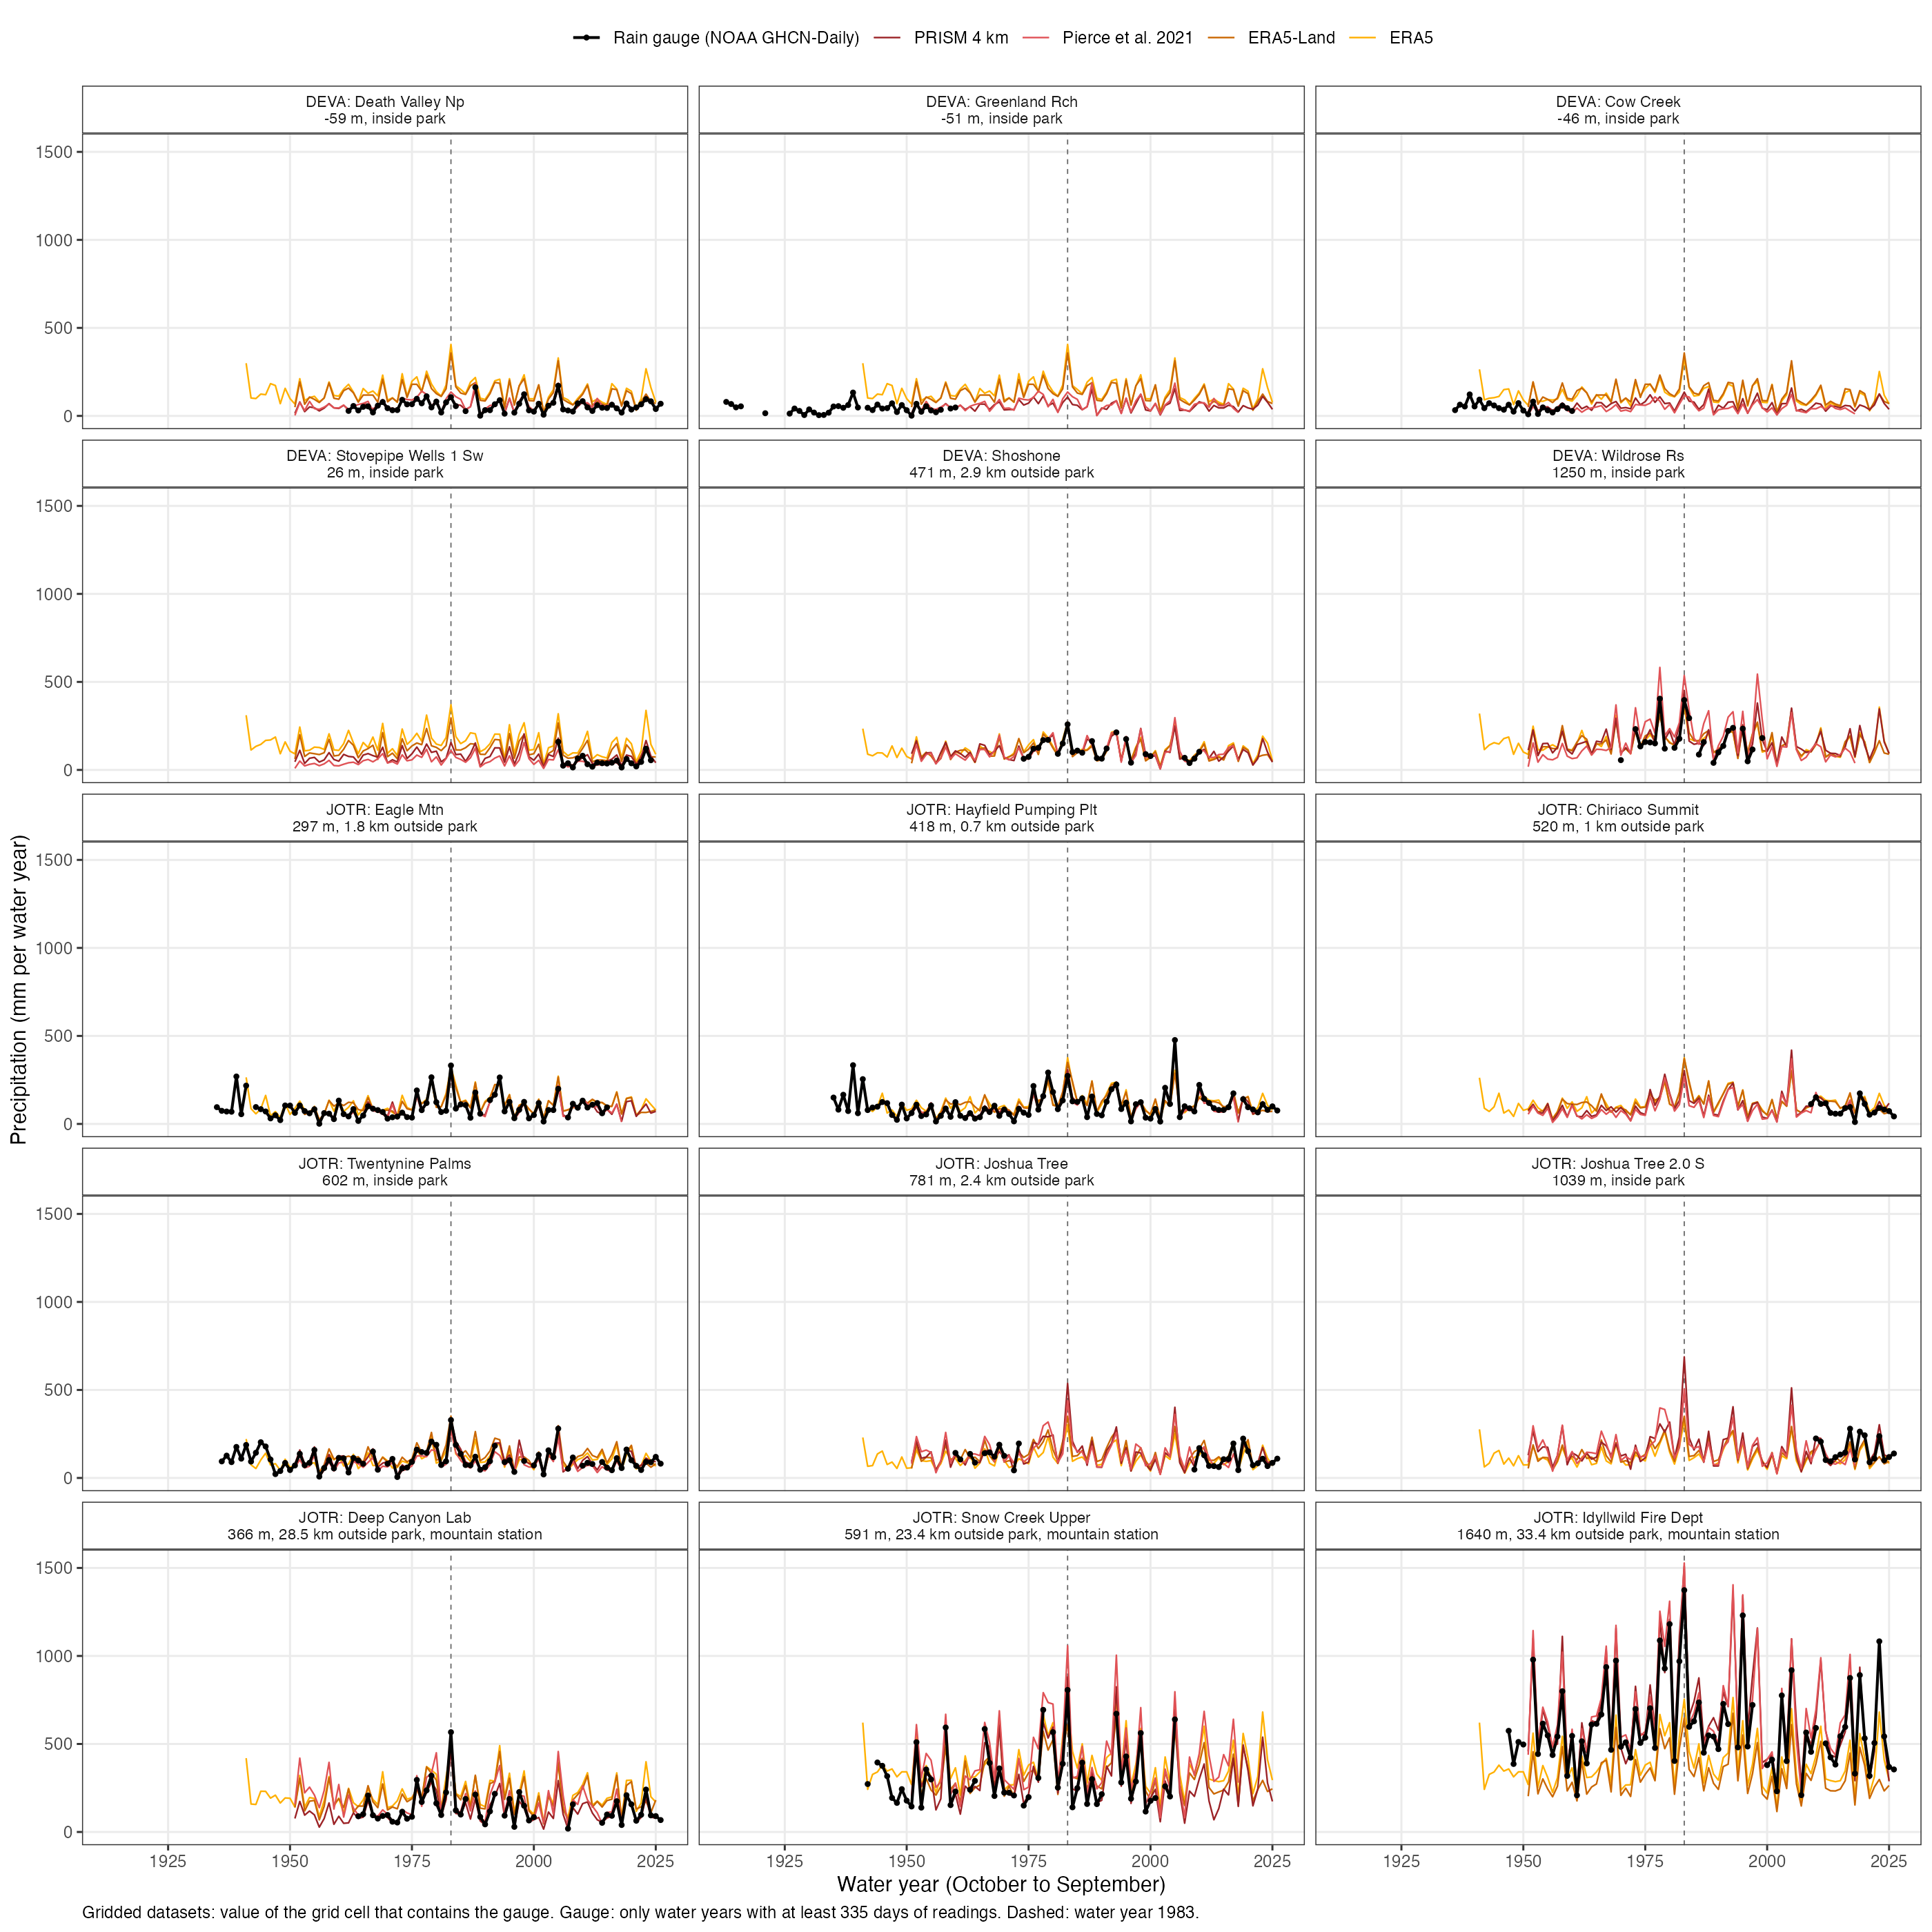 Rain gauge (NOAA GHCN-Daily) PRISM 4 km Pierce et al. 2021 ERA5-Land ERA5
DEVA: Death Valley Np
-59 m, inside park
DEVA: Greenland Rch
-51 m, inside park
DEVA: Cow Creek
-46 m, inside park
1500
1000
500
0
DEVA: Stovepipe Wells 1 Sw
26 m, inside park
DEVA: Shoshone
471 m, 2.9 km outside park
DEVA: Wildrose Rs
1250 m, inside park
1500
1000
500
0
JOTR: Eagle Mtn
297 m, 1.8 km outside park
JOTR: Hayfield Pumping Plt
418 m, 0.7 km outside park
JOTR: Chiriaco Summit
520 m, 1 km outside park
1500
1000
500
0
Precipitation (mm per water year)
JOTR: Twentynine Palms
602 m, inside park
JOTR: Joshua Tree
781 m, 2.4 km outside park
JOTR: Joshua Tree 2.0 S
1039 m, inside park
1500
1000
500
0
JOTR: Deep Canyon Lab
366 m, 28.5 km outside park, mountain station
JOTR: Snow Creek Upper
591 m, 23.4 km outside park, mountain station
JOTR: Idyllwild Fire Dept
1640 m, 33.4 km outside park, mountain station
1500
1000
500
0
1925 1950 1975 2000 2025 1925 1950 1975 2000 2025 1925 1950 1975 2000 2025
Water year (October to September)
Gridded datasets: value of the grid cell that contains the gauge. Gauge: only water years with at least 335 days of readings. Dashed: water year 1983.